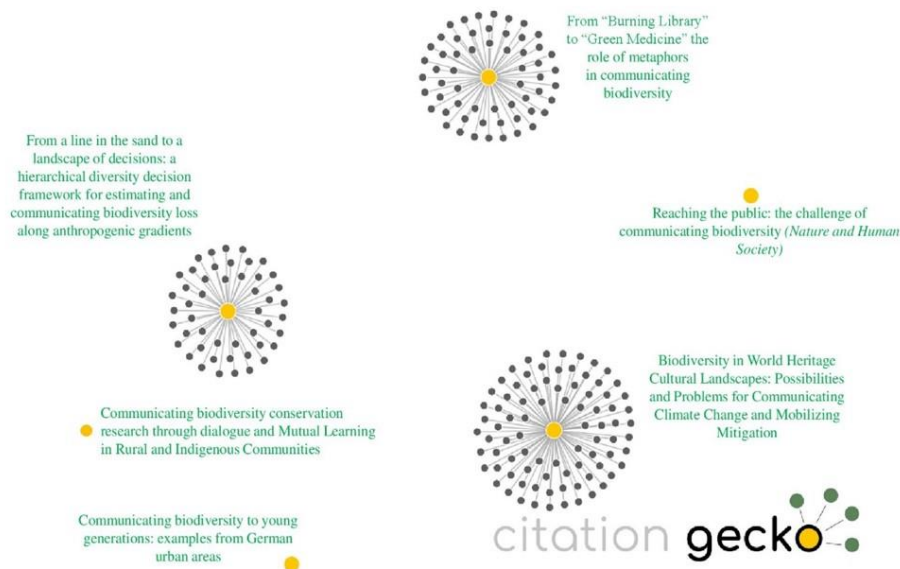 From “Burning Library”
to “Green Medicine” the
role of metaphors
in communicating
biodiversity
From a line in the sand to a
landscape of decisions: a
hierarchical diversity decision
framework for estimating and
communicating biodiversity loss
along anthropogenic gradients
Reaching the public: the challenge of
communicating biodiversity (Nature and Human
Society)
Biodiversity in World Heritage
Cultural Landscapes: Possibilities
and Problems for Communicating
Climate Change and Mobilizing
Mitigation
Communicating biodiversity conservation
research through dialogue and Mutual Learning
in Rural and Indigenous Communities
Communicating biodiversity to young
generations: examples from German
urban areas
citation gecko